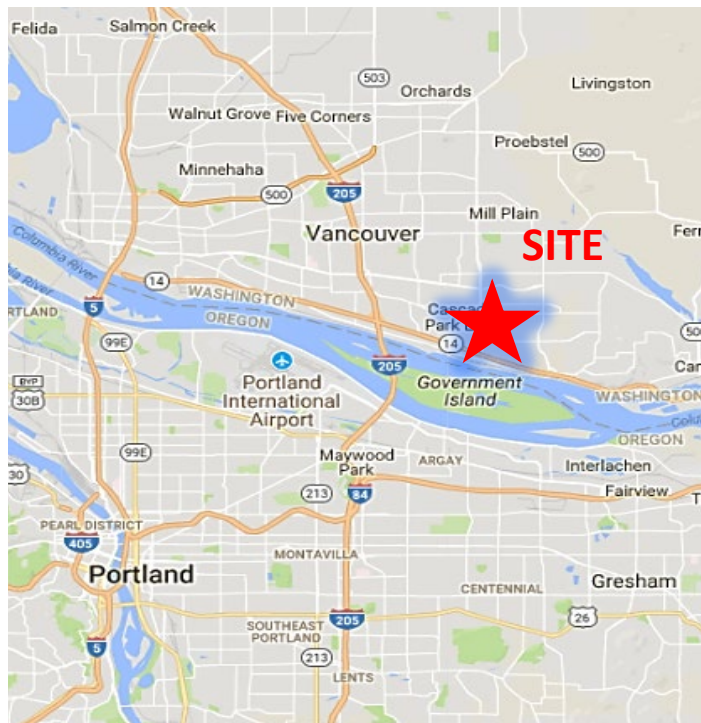 Felida
Salmon Creek
503
Orchards
Livingston
Walnut Grove
Five Corners
Proebstel
500
Minnehaha
500
205
Mill Plain
Vancouver
SITE
Columbia River
14
WASHINGTON
OREGON
5
99E
14
205
Government
Island
WASHINGTON
OREGON
Portland
International
Airport
BYP
30B
99E
Maywood
Park
ARGAY
Interlachen
Fairview
213
84
30
PEARL DISTRICT
405
MONTAVILLA
Portland
CENTENNIAL
Gresham
26
205
SOUTHEAST
PORTLAND
5
213
LENTS